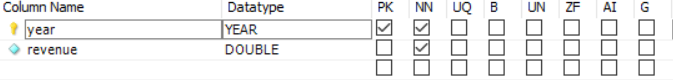 Column Name Datatype PK NN UQ B UN ZF AI G
year YEAR
revenue DOUBLE